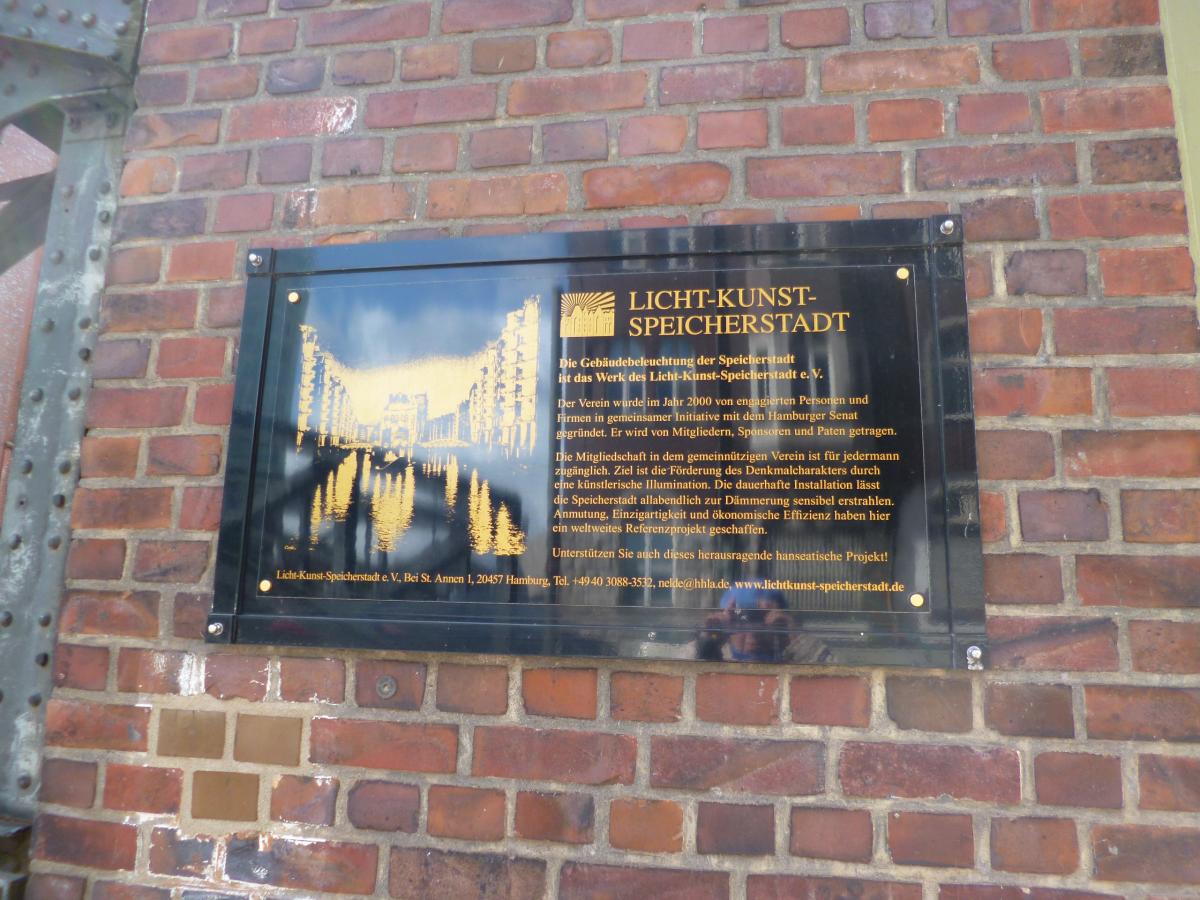 LICHT-KUNST-
SPEICHERSTADT
Die Gebäudebeleuchtung der Speicherstadt
ist das Werk des Licht-Kunst-Speicherstadt e. V.
Der Verein wurde im Jahr 2000 von engagierten Personen und
Firmen in gemeinsamer Initiative mit dem Hamburger Senat
gegründet. Er wird von Mitgliedern, Sponsoren und Paten getragen.
Die Mitgliedschaft in dem gemeinnützigen Verein ist für jedermann
zugänglich. Ziel ist die Förderung des Denkmalcharakters durch
eine künstlerische Illumination. Die dauerhafte Installation lässt
die Speicherstadt allabendlich zur Dämmerung sensibel erstrahlen.
Anmutung, Einzigartigkeit und ökonomische Effizienz haben hier
ein weltweites Referenzprojekt geschaffen.
Unterstützen Sie auch dieses herausragende hanseatische Projekt!
Licht-Kunst-Speicherstadt e. V., Bei St. Annen 1, 20457 Hamburg, Tel. +49 40 3088-3532, nelde@hhla.de, www.lichtkunst-speicherstadt.de